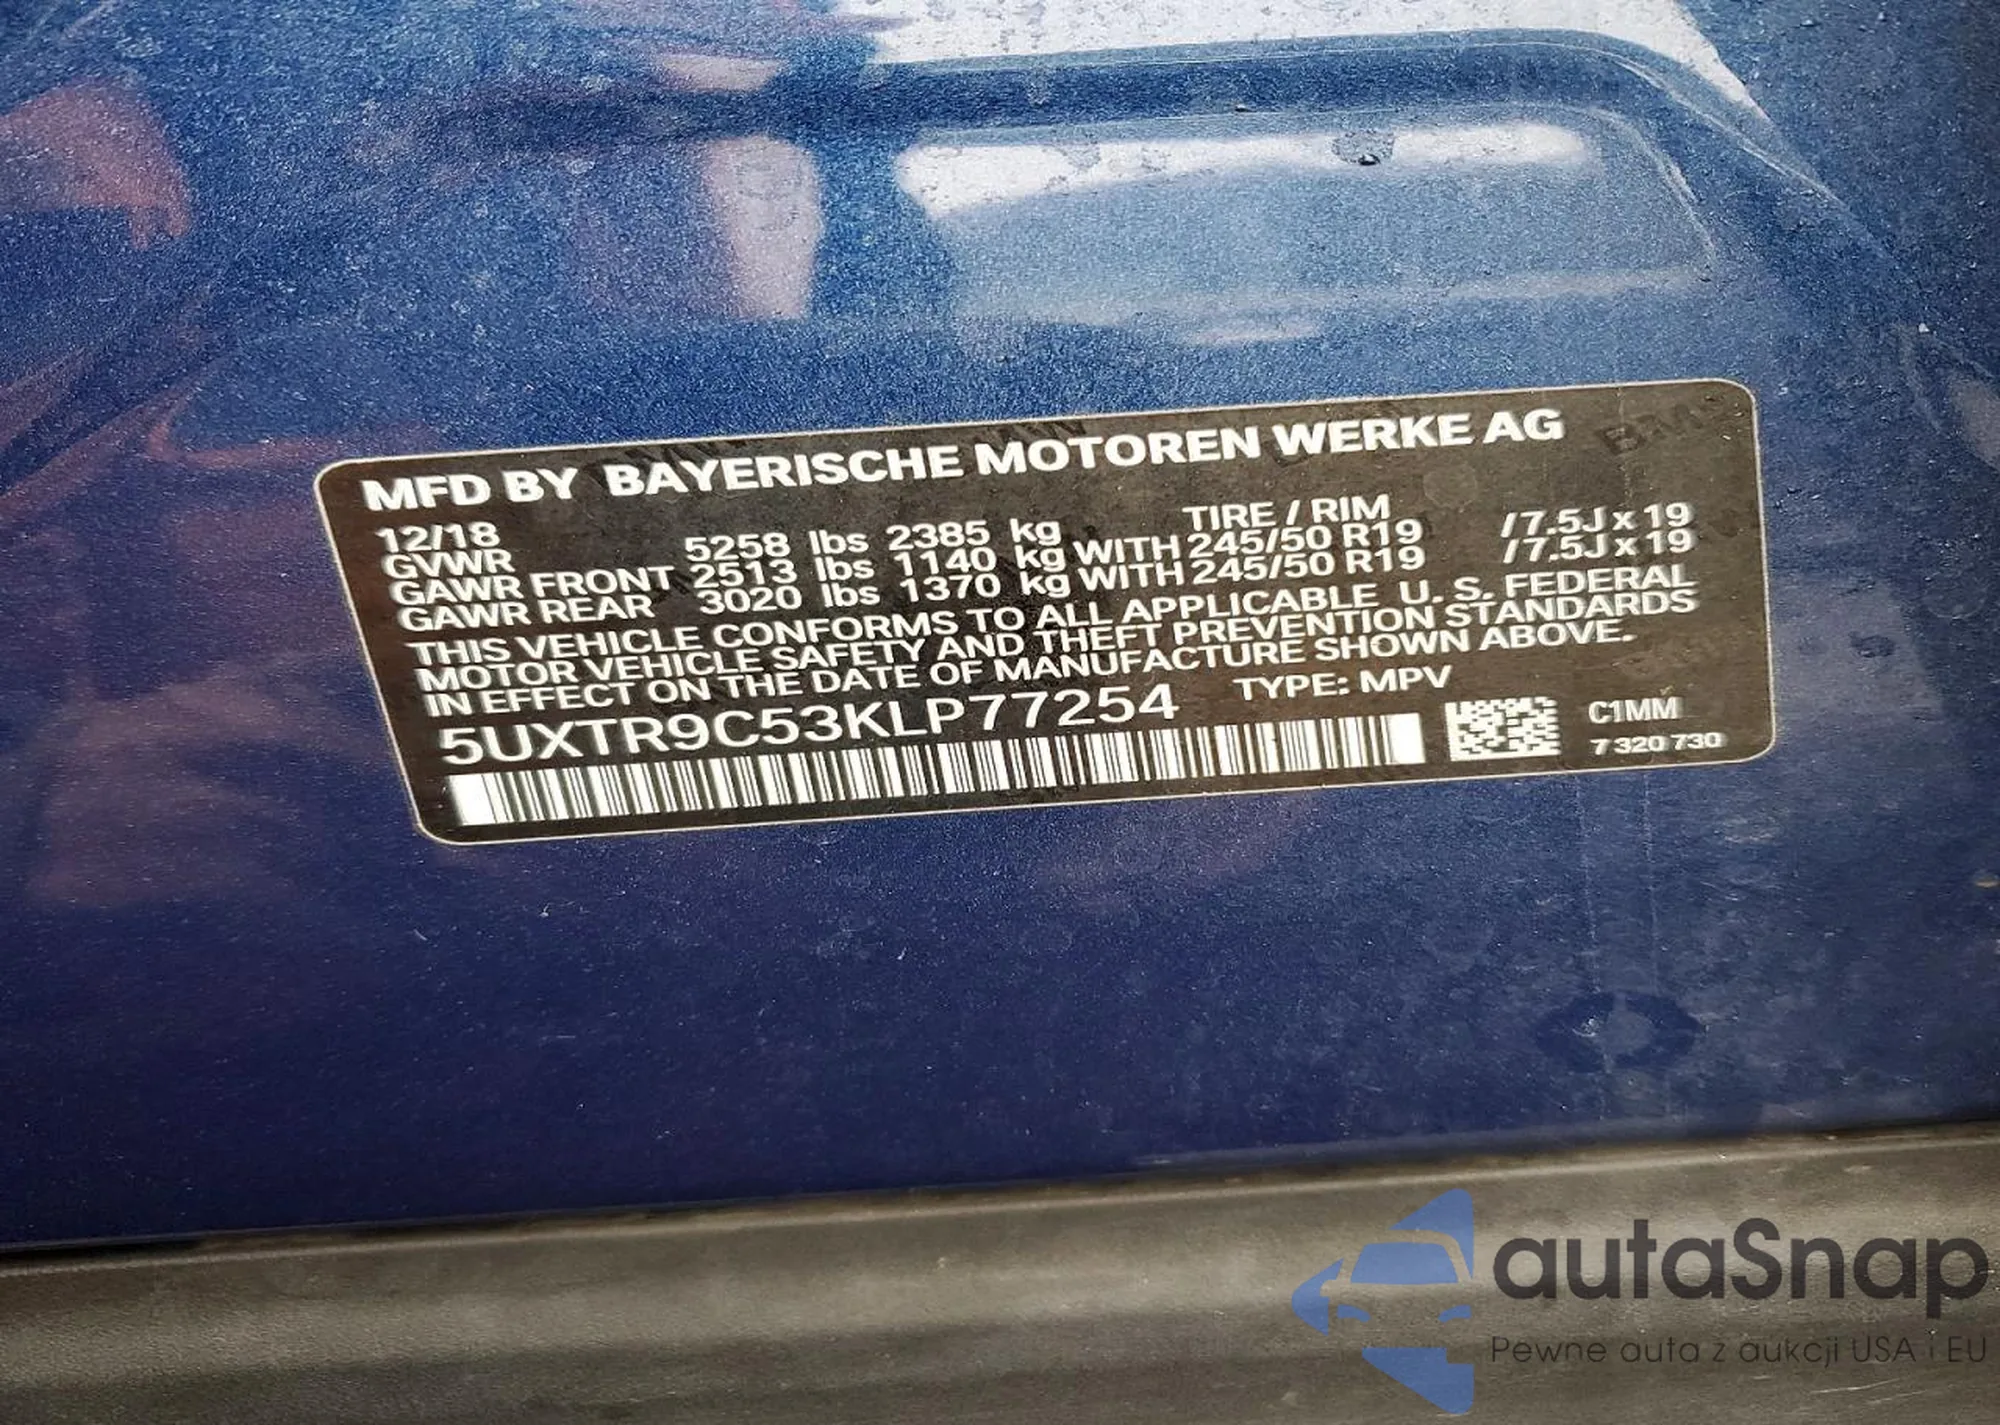 MFD BY BAYERISCHE MOTOREN WERKE AG
12/18 TIRE / RIM
GVWR 5258 lbs 2385 kg
GAWR FRONT 2513 lbs 1140 kg WITH 245/50 R19 / 7.5J x 19
GAWR REAR 3020 lbs 1370 kg WITH 245/50 R19 / 7.5J x 19
THIS VEHICLE CONFORMS TO ALL APPLICABLE U. S. FEDERAL
MOTOR VEHICLE SAFETY AND THEFT PREVENTION STANDARDS
IN EFFECT ON THE DATE OF MANUFACTURE SHOWN ABOVE.
5UXTR9C53KLP77254 TYPE: MPV
C1MM
7 320 730
autaSnap
Pewne auta z aukcji USA i EU